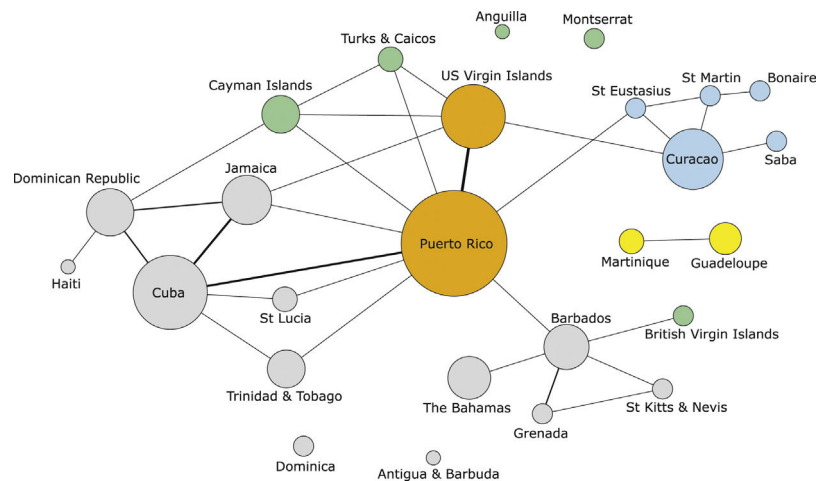 Anguilla
Montserrat
Turks & Caicos
US Virgin Islands
St Eustasius
St Martin
Bonaire
Cayman Islands
Curacao
Saba
Dominican Republic
Jamaica
Puerto Rico
Haiti
Cuba
St Lucia
Martinique
Guadeloupe
Barbados
British Virgin Islands
Trinidad & Tobago
The Bahamas
St Kitts & Nevis
Grenada
Dominica
Antigua & Barbuda